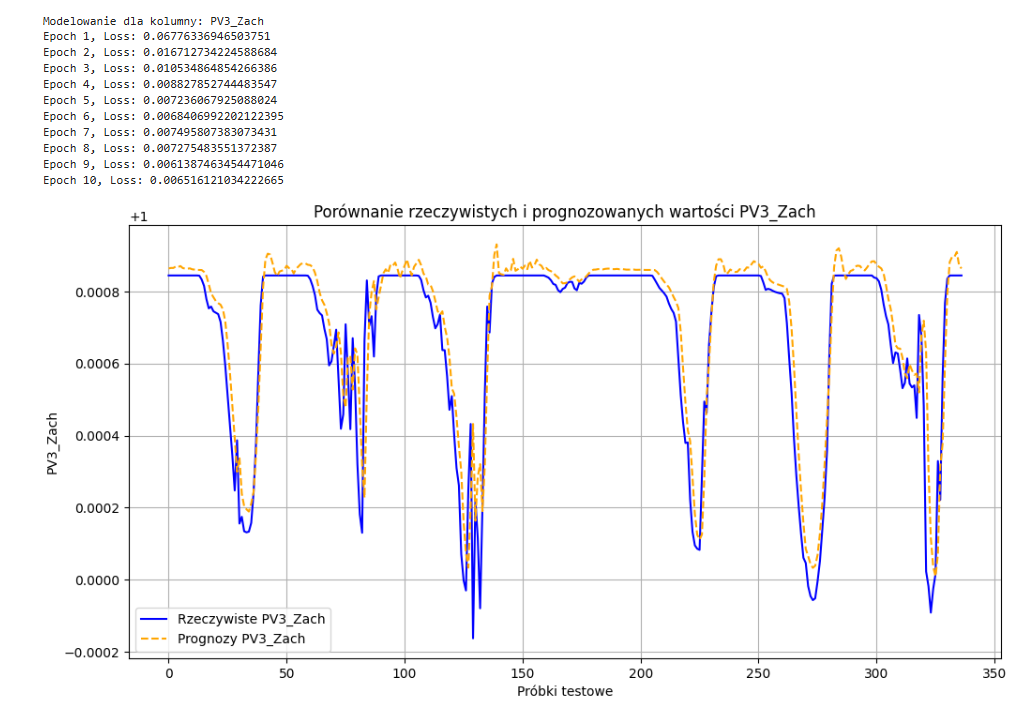 Modelowanie dla kolumny: PV3_Zach
Epoch 1, Loss: 0.06776336946503751
Epoch 2, Loss: 0.016712734224588684
Epoch 3, Loss: 0.010534864854266386
Epoch 4, Loss: 0.008827852744483547
Epoch 5, Loss: 0.007236067925088024
Epoch 6, Loss: 0.0068406992202122395
Epoch 7, Loss: 0.007495807383073431
Epoch 8, Loss: 0.007275483551372387
Epoch 9, Loss: 0.0061387463454471046
Epoch 10, Loss: 0.006516121034222665
Porównanie rzeczywistych i prognozowanych wartości PV3_Zach
+1
0.0008
0.0006
0.0004
0.0002
0.0000
−0.0002
PV3_Zach
Rzeczywiste PV3_Zach
Prognozy PV3_Zach
0 50 100 150 200 250 300 350
Próbki testowe